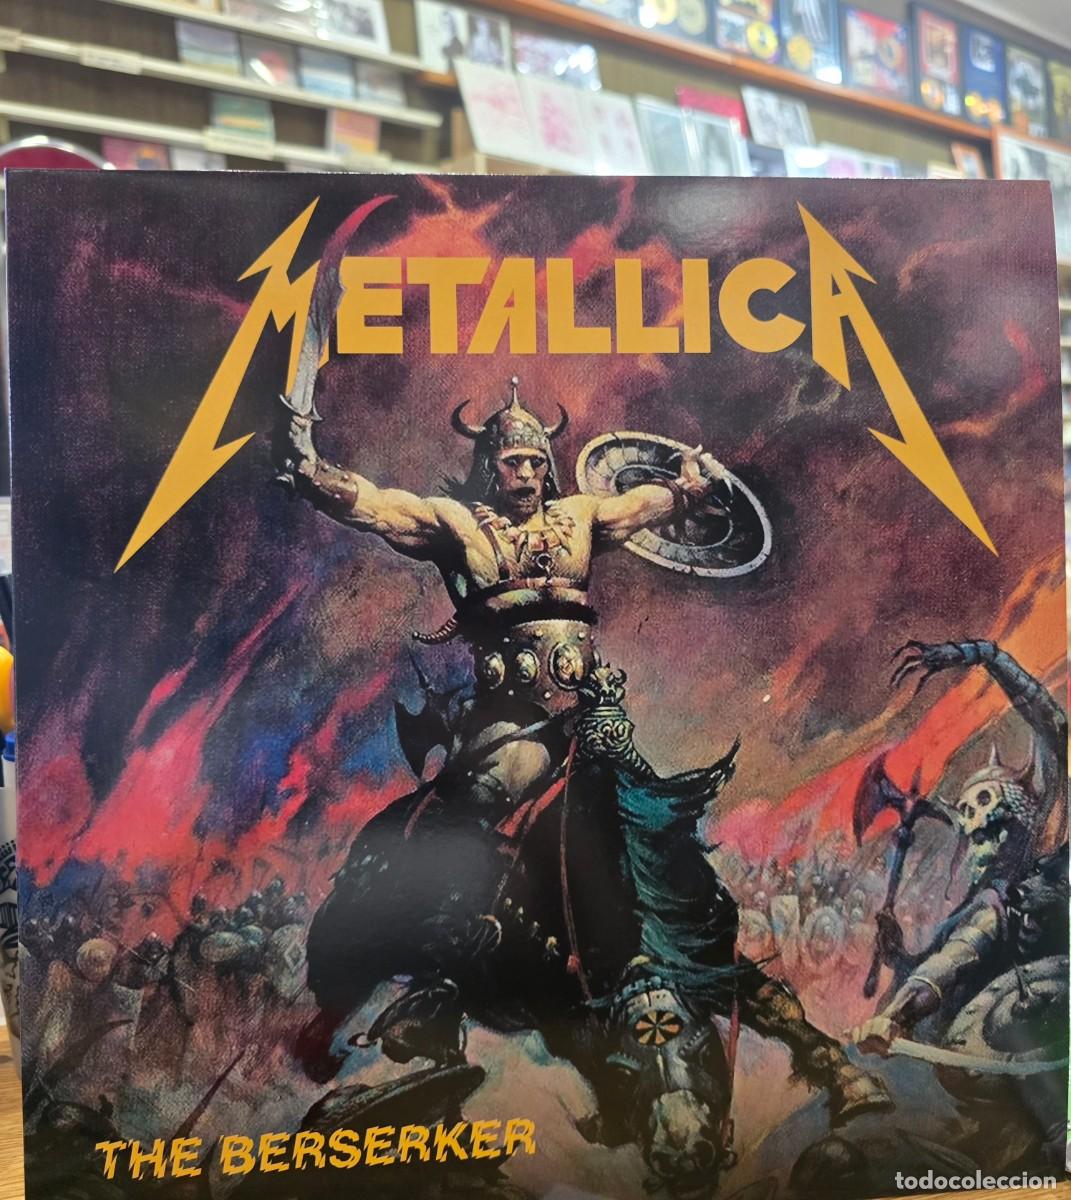 METALLICA
THE BERSERKER
todocoleccion